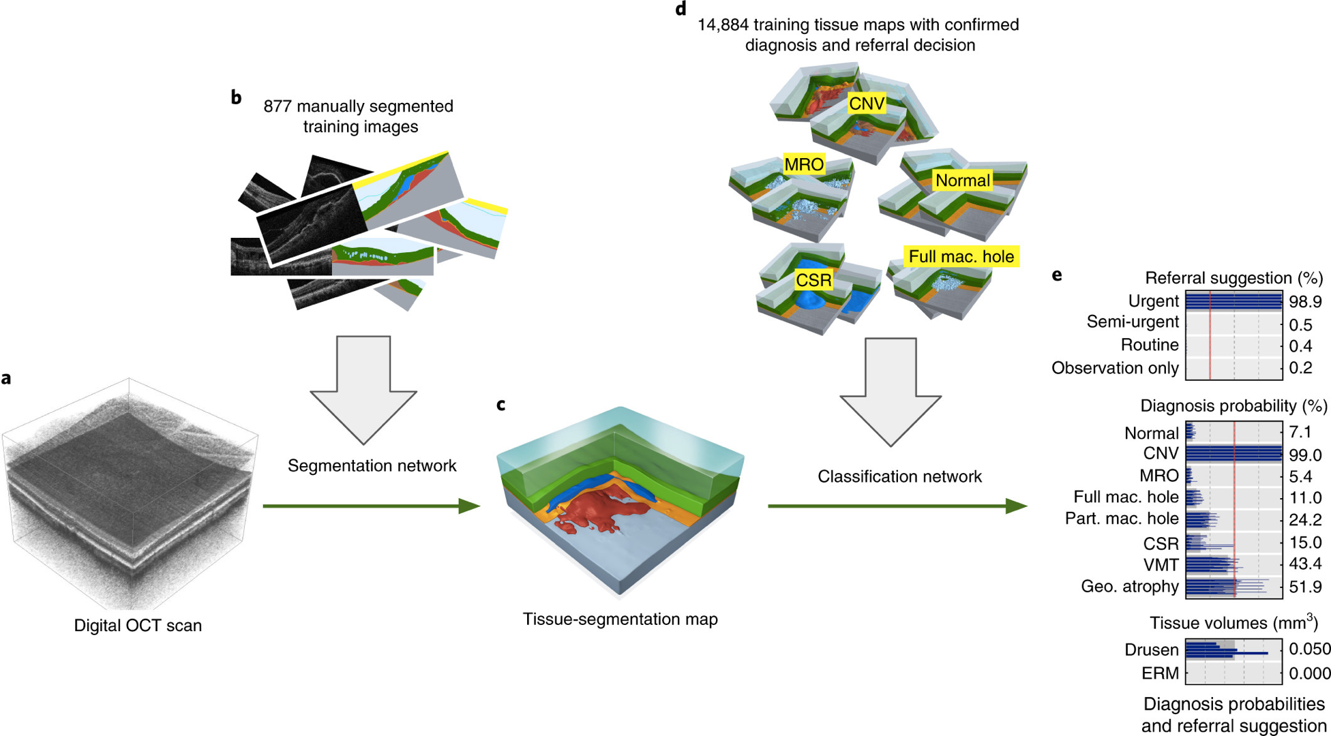 a
Digital OCT scan
b
877 manually segmented
training images
Segmentation network
c
Tissue-segmentation map
d
14,884 training tissue maps with confirmed
diagnosis and referral decision
CNV
MRO
Normal
CSR
Full mac. hole
Classification network
e
Referral suggestion (%)
Urgent 98.9
Semi-urgent 0.5
Routine 0.4
Observation only 0.2
Diagnosis probability (%)
Normal 7.1
CNV 99.0
MRO 5.4
Full mac. hole 11.0
Part. mac. hole 24.2
CSR 15.0
VMT 43.4
Geo. atrophy 51.9
Tissue volumes (mm³)
Drusen 0.050
ERM 0.000
Diagnosis probabilities
and referral suggestion